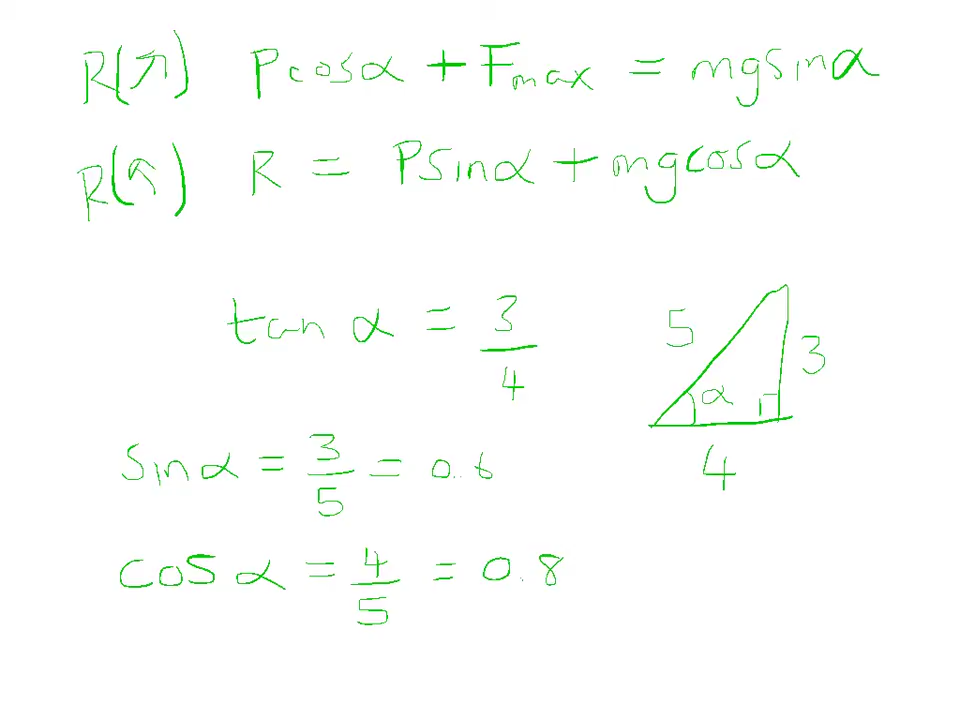 R(↗) Pcosα + Fmax = mgsinα
R(↖) R = Psinα + mgcosα
tan α = 3/4
5
3
α
4
sinα = 3/5 = 0.6
cos α = 4/5 = 0.8